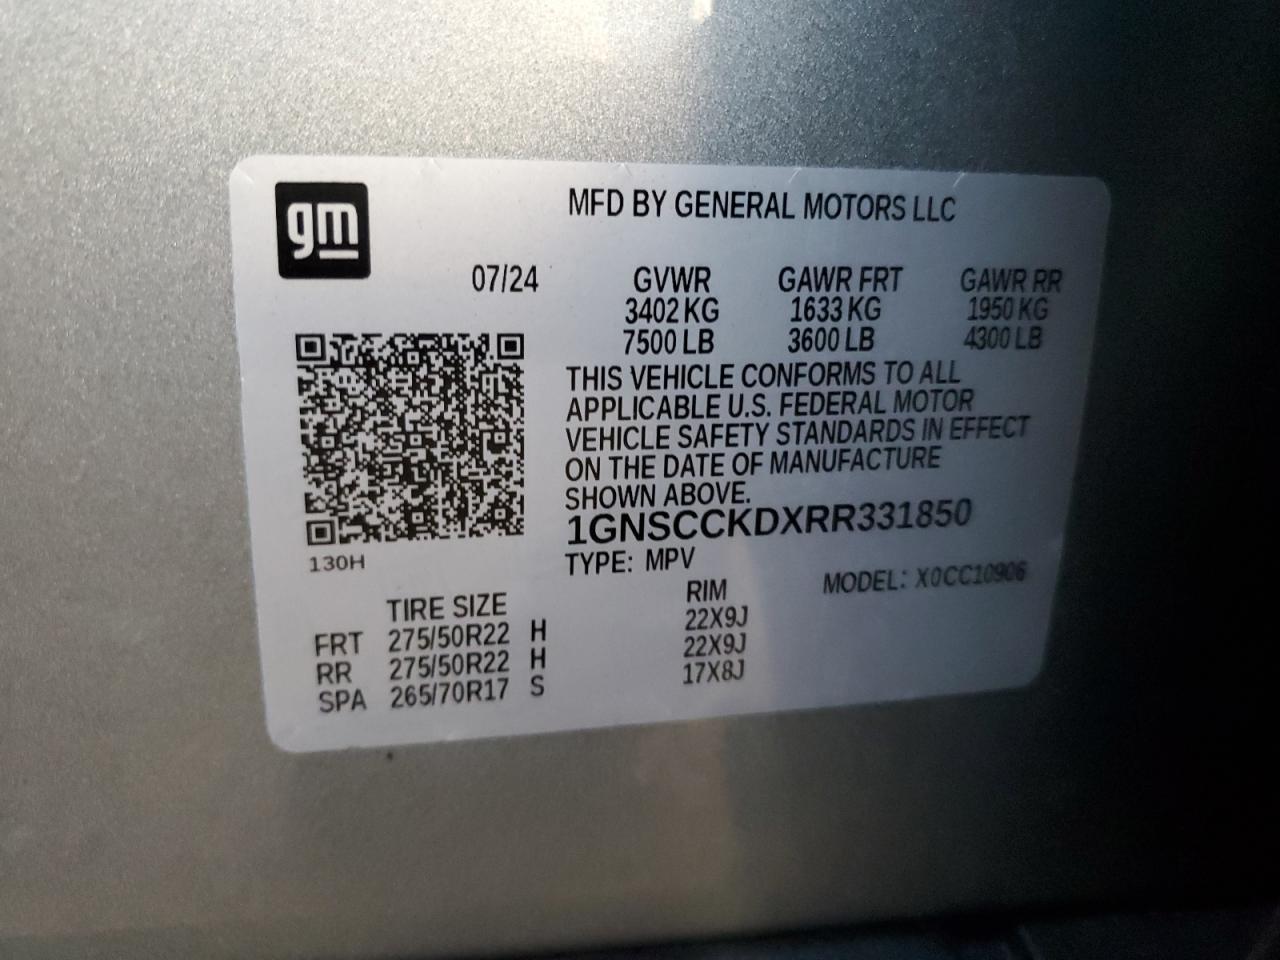 gm
MFD BY GENERAL MOTORS LLC
07/24 GVWR GAWR FRT GAWR RR
3402 KG 1633 KG 1950 KG
7500 LB 3600 LB 4300 LB
THIS VEHICLE CONFORMS TO ALL
APPLICABLE U.S. FEDERAL MOTOR
VEHICLE SAFETY STANDARDS IN EFFECT
ON THE DATE OF MANUFACTURE
SHOWN ABOVE.
1GNSCCKDXRR331850
130H
TYPE: MPV
MODEL: X0CC10906
TIRE SIZE RIM
FRT 275/50R22 H 22X9J
RR 275/50R22 H 22X9J
SPA 265/70R17 S 17X8J